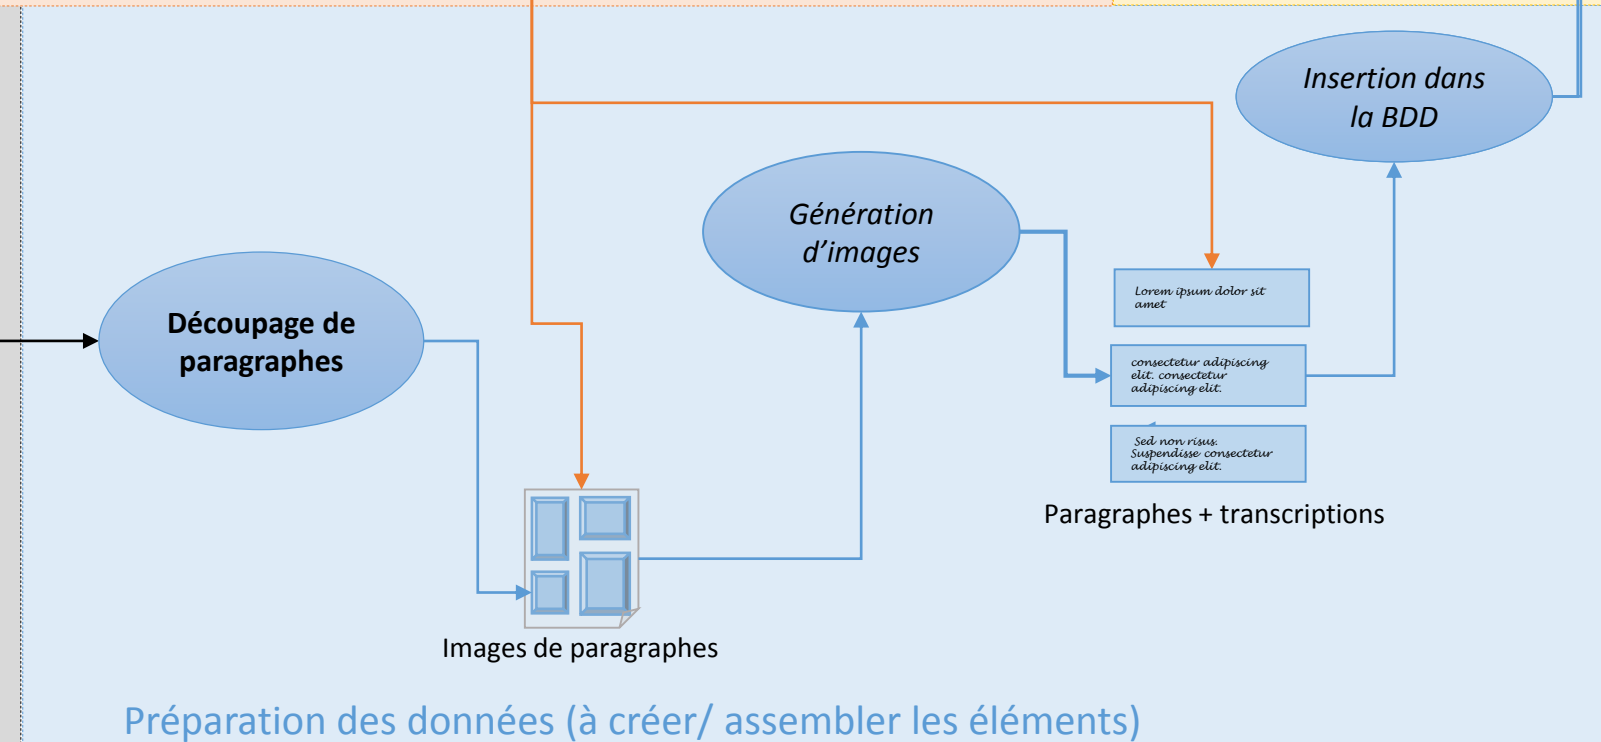 Insertion dans
la BDD
Génération
d’images
Découpage de
paragraphes
Lorem ipsum dolor sit
amet
consectetur adipiscing
elit. consectetur
adipiscing elit.
Sed non risus.
Suspendisse consectetur
adipiscing elit.
Paragraphes + transcriptions
Images de paragraphes
Préparation des données (à créer/ assembler les éléments)